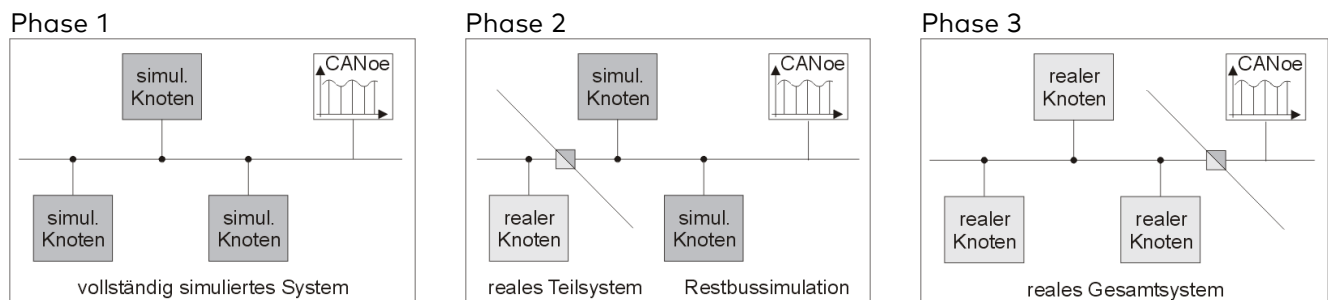 Phase 1
simul.
Knoten
CANoe
simul.
Knoten
simul.
Knoten
vollständig simuliertes System
Phase 2
simul.
Knoten
CANoe
realer
Knoten
simul.
Knoten
reales Teilsystem
Restbussimulation
Phase 3
realer
Knoten
CANoe
realer
Knoten
realer
Knoten
reales Gesamtsystem